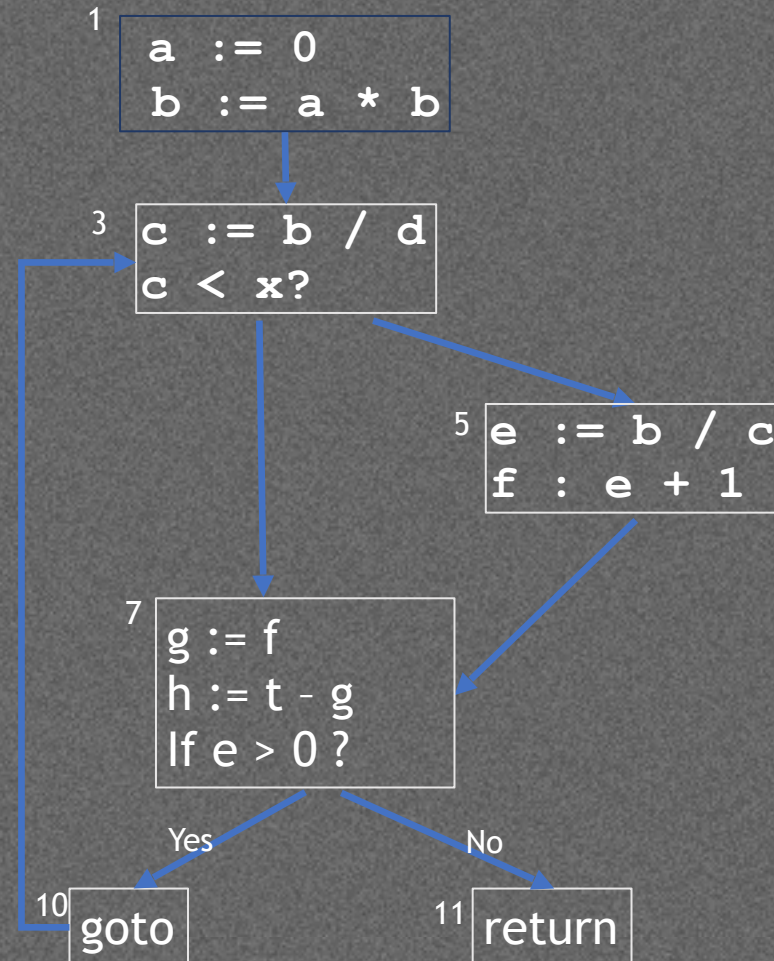 1
a := 0
b := a * b
3
c := b / d
c < x?
5
e := b / c
f : e + 1
7
g := f
h := t - g
If e > 0 ?
Yes
No
10
goto
11
return